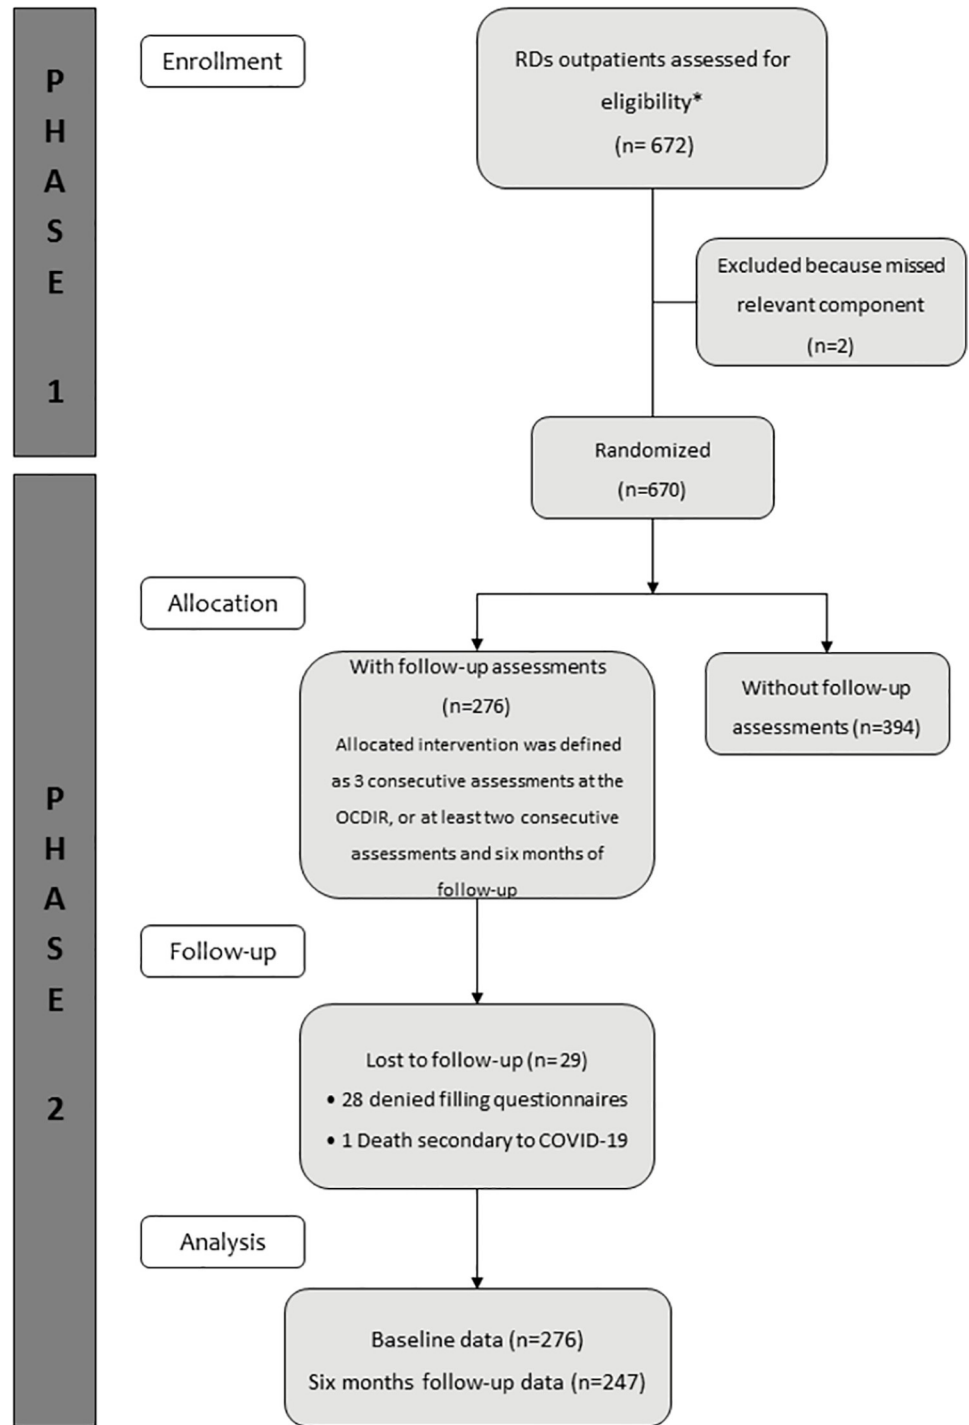 PHASE 1
Enrollment
RDs outpatients assessed for
eligibility*
(n= 672)
Excluded because missed
relevant component
(n=2)
Randomized
(n=670)
PHASE 2
Allocation
With follow-up assessments
(n=276)
Allocated intervention was defined
as 3 consecutive assessments at the
OCDIR, or at least two consecutive
assessments and six months of
follow-up
Without follow-up
assessments (n=394)
Follow-up
Lost to follow-up (n=29)
• 28 denied filling questionnaires
• 1 Death secondary to COVID-19
Analysis
Baseline data (n=276)
Six months follow-up data (n=247)